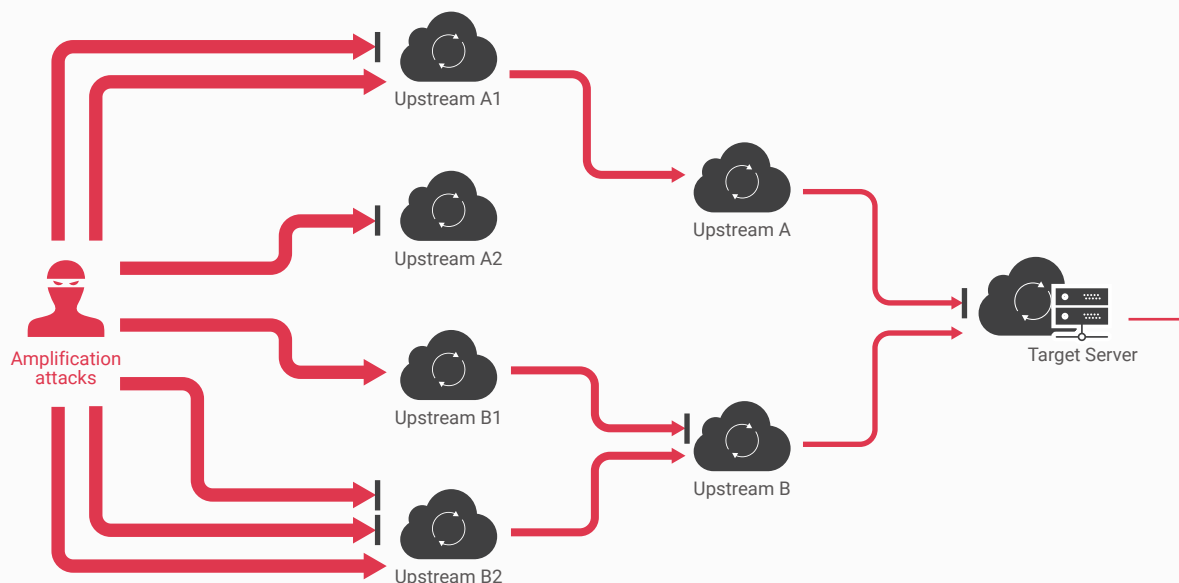 Upstream A1
Upstream A
Upstream A2
Amplification
attacks
Target Server
Upstream B1
Upstream B
Upstream B2